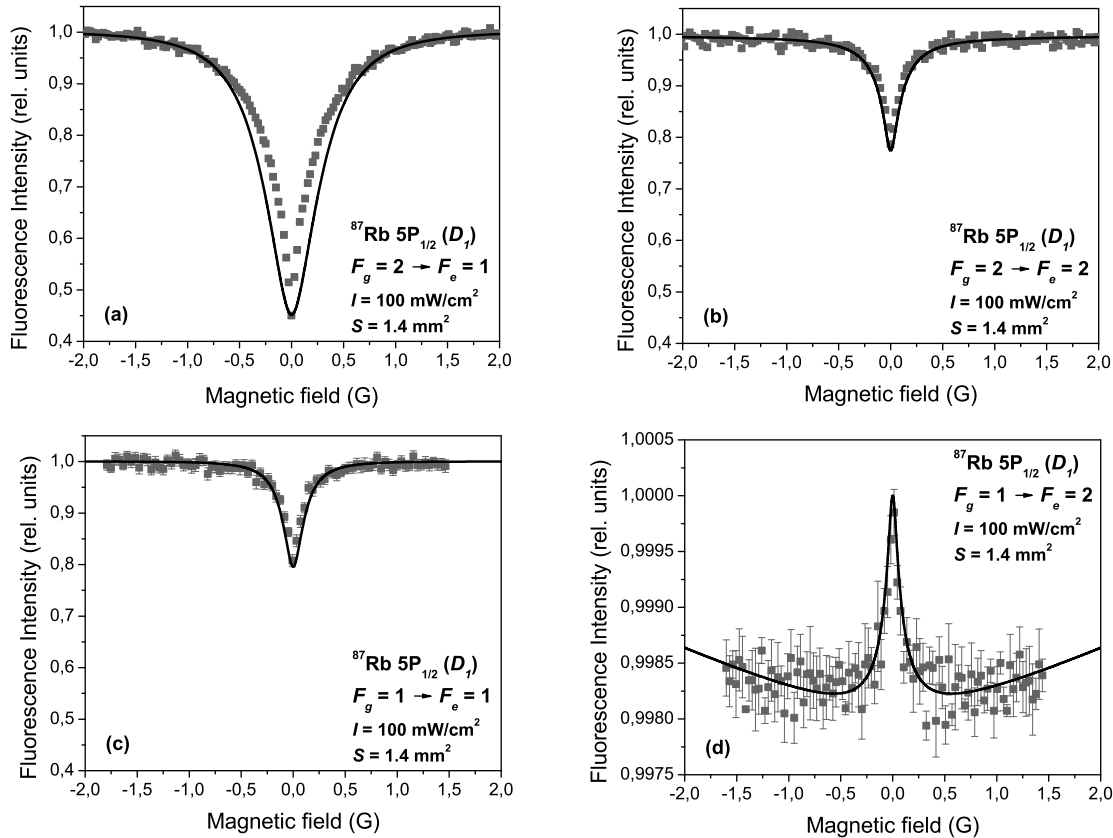 Fluorescence Intensity (rel. units)
1,0
0,9
0,8
0,7
0,6
0,5
0,4
⁸⁷Rb 5P₁/₂ (D₁)
F_g = 2 → F_e = 1
I = 100 mW/cm²
S = 1.4 mm²
(a)
-2,0 -1,5 -1,0 -0,5 0,0 0,5 1,0 1,5 2,0
Magnetic field (G)
Fluorescence Intensity (rel. units)
1,0
0,9
0,8
0,7
0,6
0,5
0,4
⁸⁷Rb 5P₁/₂ (D₁)
F_g = 2 → F_e = 2
I = 100 mW/cm²
S = 1.4 mm²
(b)
-2,0 -1,5 -1,0 -0,5 0,0 0,5 1,0 1,5 2,0
Magnetic field (G)
Fluorescence Intensity (rel. units)
1,0
0,9
0,8
0,7
0,6
0,5
0,4
⁸⁷Rb 5P₁/₂ (D₁)
F_g = 1 → F_e = 1
I = 100 mW/cm²
S = 1.4 mm²
(c)
-2,0 -1,5 -1,0 -0,5 0,0 0,5 1,0 1,5 2,0
Magnetic field (G)
Fluorescence Intensity (rel. units)
1,0005
1,0000
0,9995
0,9990
0,9985
0,9980
0,9975
⁸⁷Rb 5P₁/₂ (D₁)
F_g = 1 → F_e = 2
I = 100 mW/cm²
S = 1.4 mm²
(d)
-2,0 -1,5 -1,0 -0,5 0,0 0,5 1,0 1,5 2,0
Magnetic field (G)